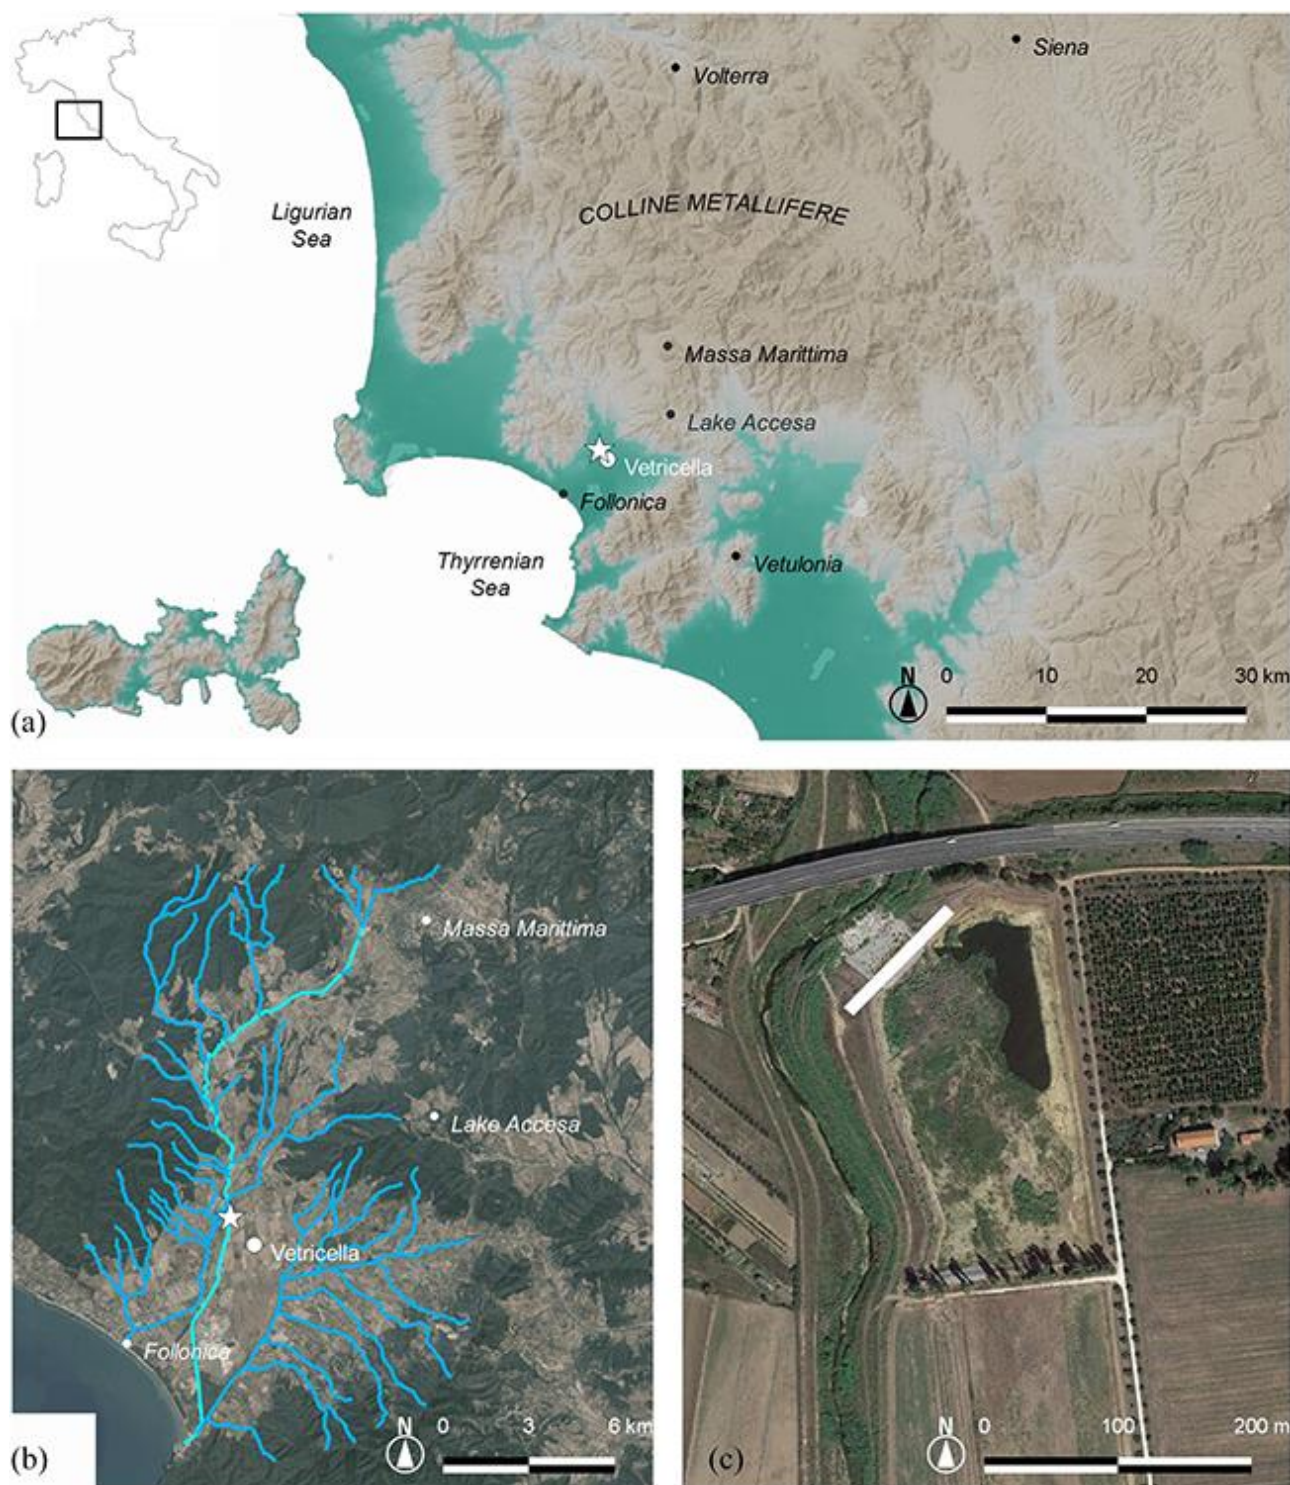 Siena
Volterra
COLLINE METALLIFERE
Ligurian
Sea
Massa Marittima
Lake Accesa
Vetricella
Follonica
Thyrrenian
Sea
Vetulonia
N 0 10 20 30 km
(a)
Massa Marittima
Lake Accesa
Vetricella
Follonica
N 0 3 6 km
(b)
N 0 100 200 m
(c)